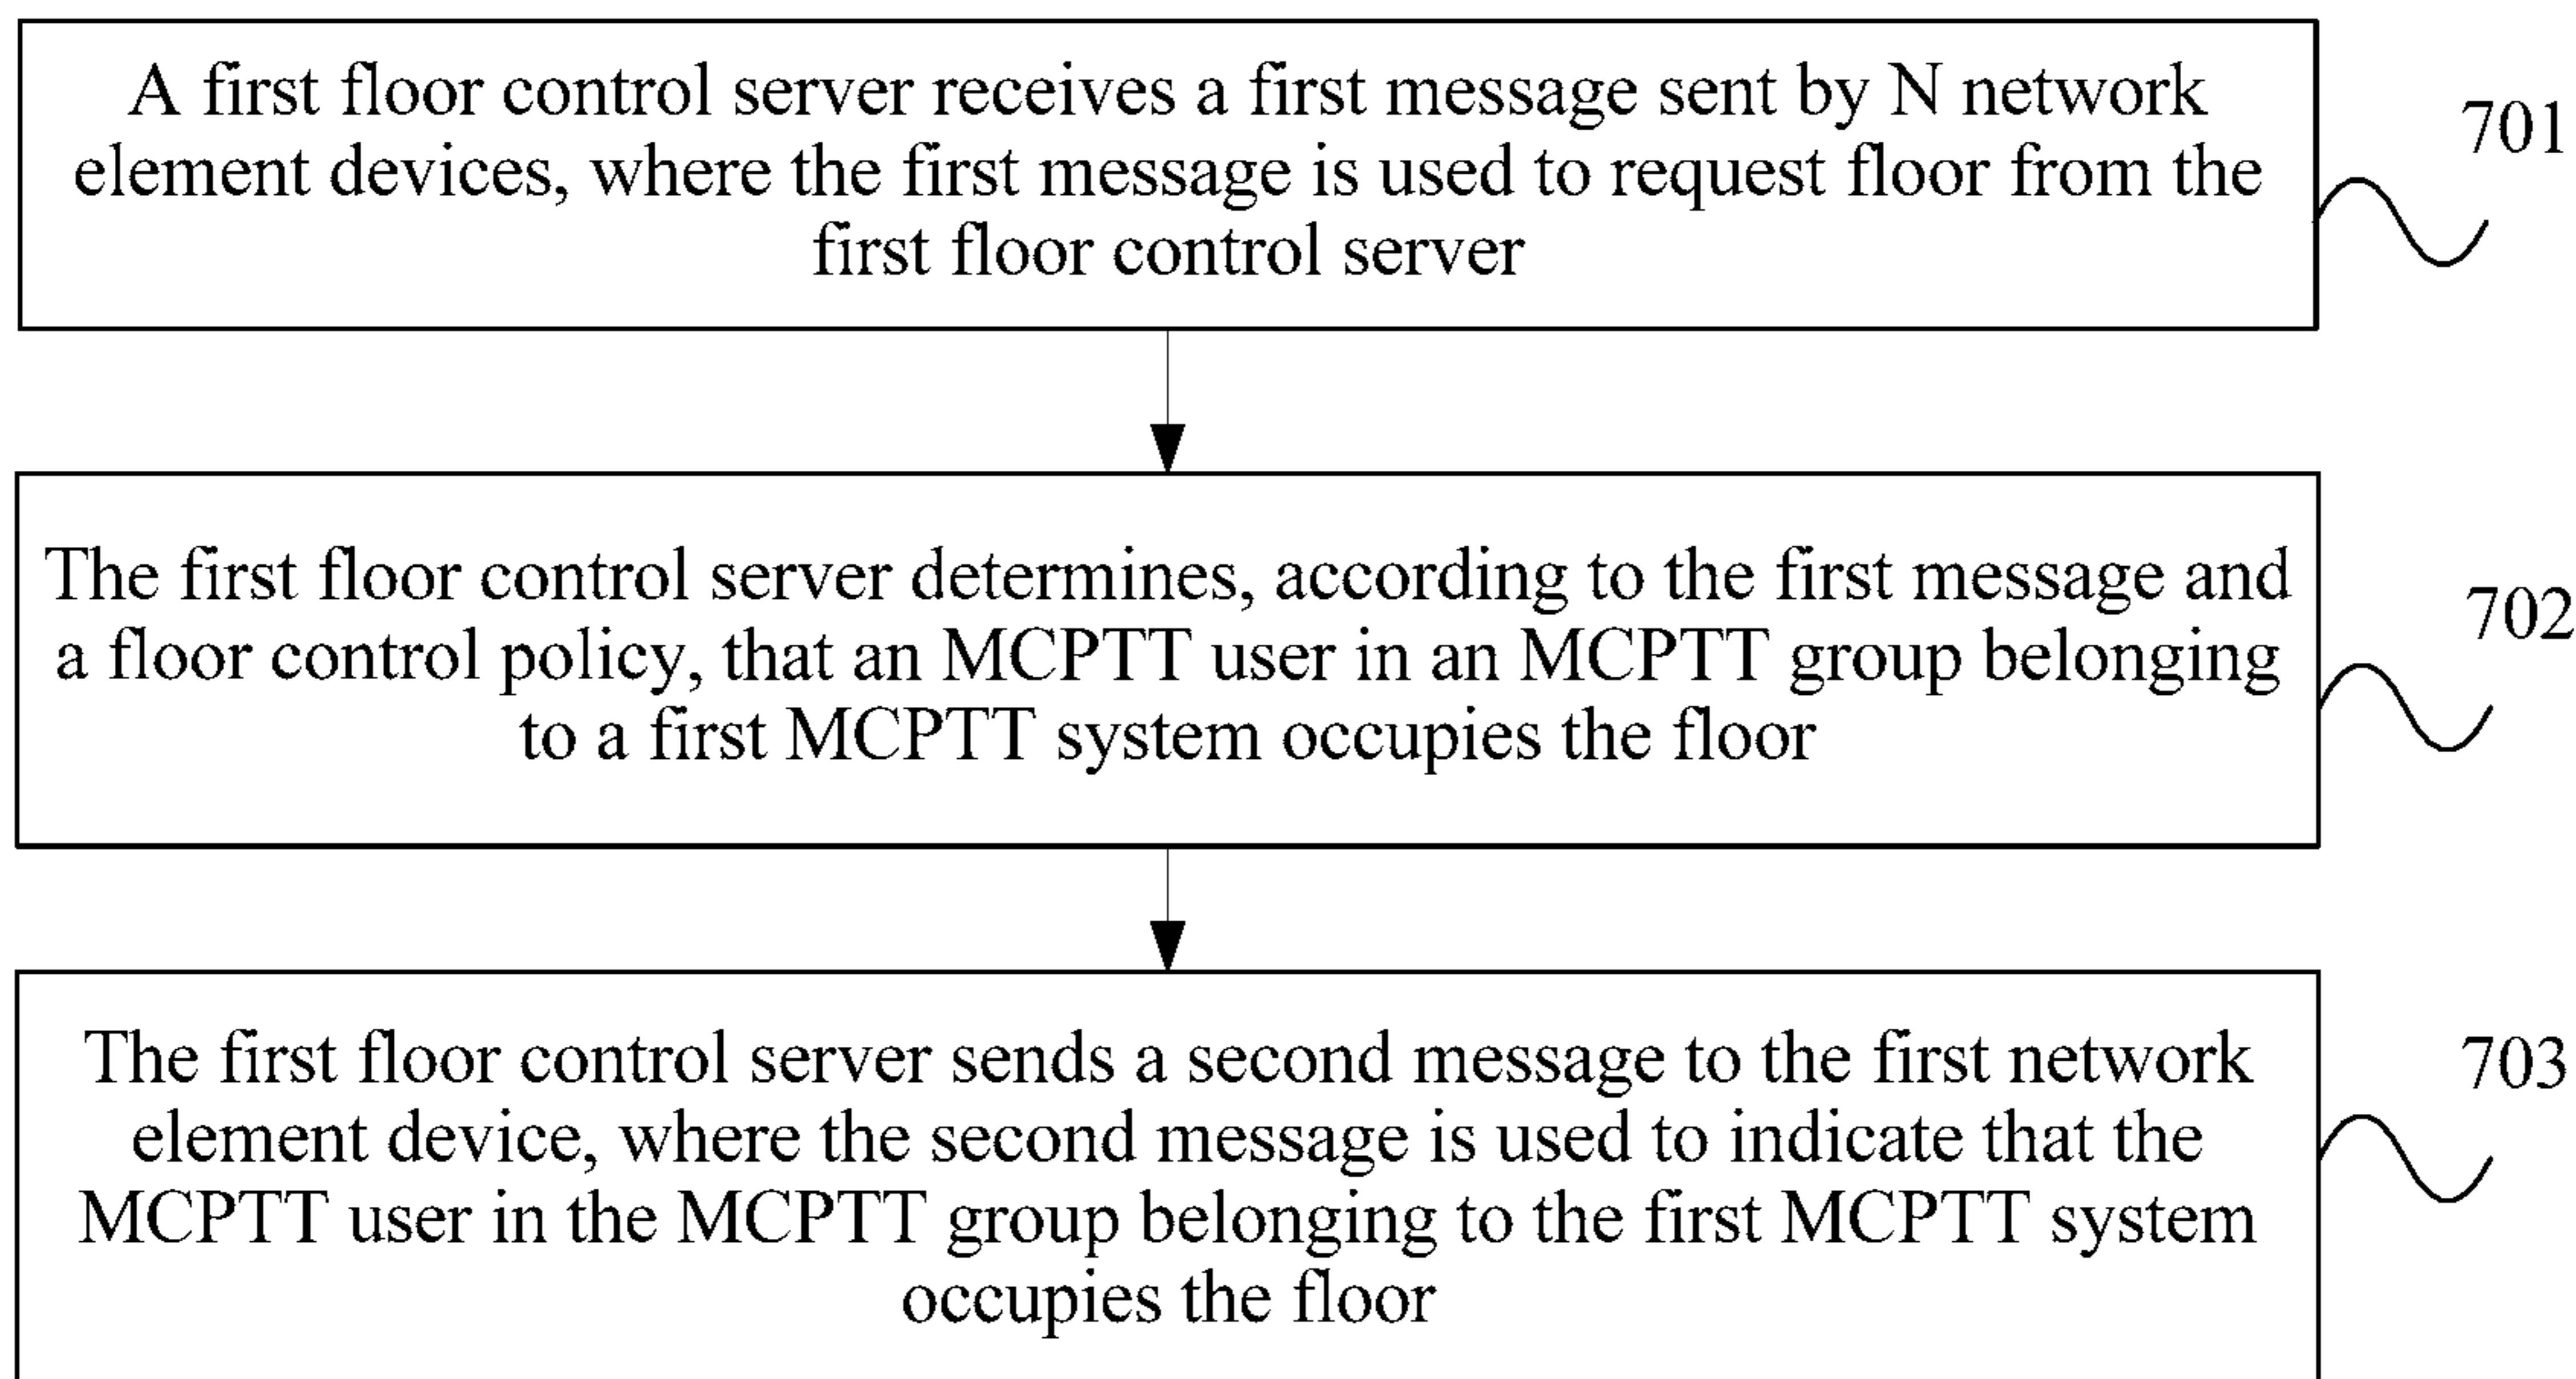 A first floor control server receives a first message sent by N network
element devices, where the first message is used to request floor from the
first floor control server
701
The first floor control server determines, according to the first message and
a floor control policy, that an MCPTT user in an MCPTT group belonging
to a first MCPTT system occupies the floor
702
The first floor control server sends a second message to the first network
element device, where the second message is used to indicate that the
MCPTT user in the MCPTT group belonging to the first MCPTT system
occupies the floor
703